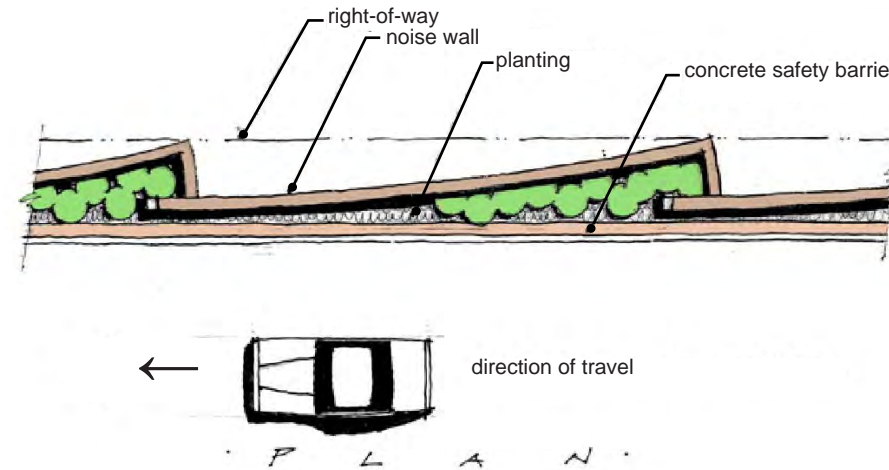 right-of-way
noise wall
planting
concrete safety barrie
direction of travel
· P L A N ·